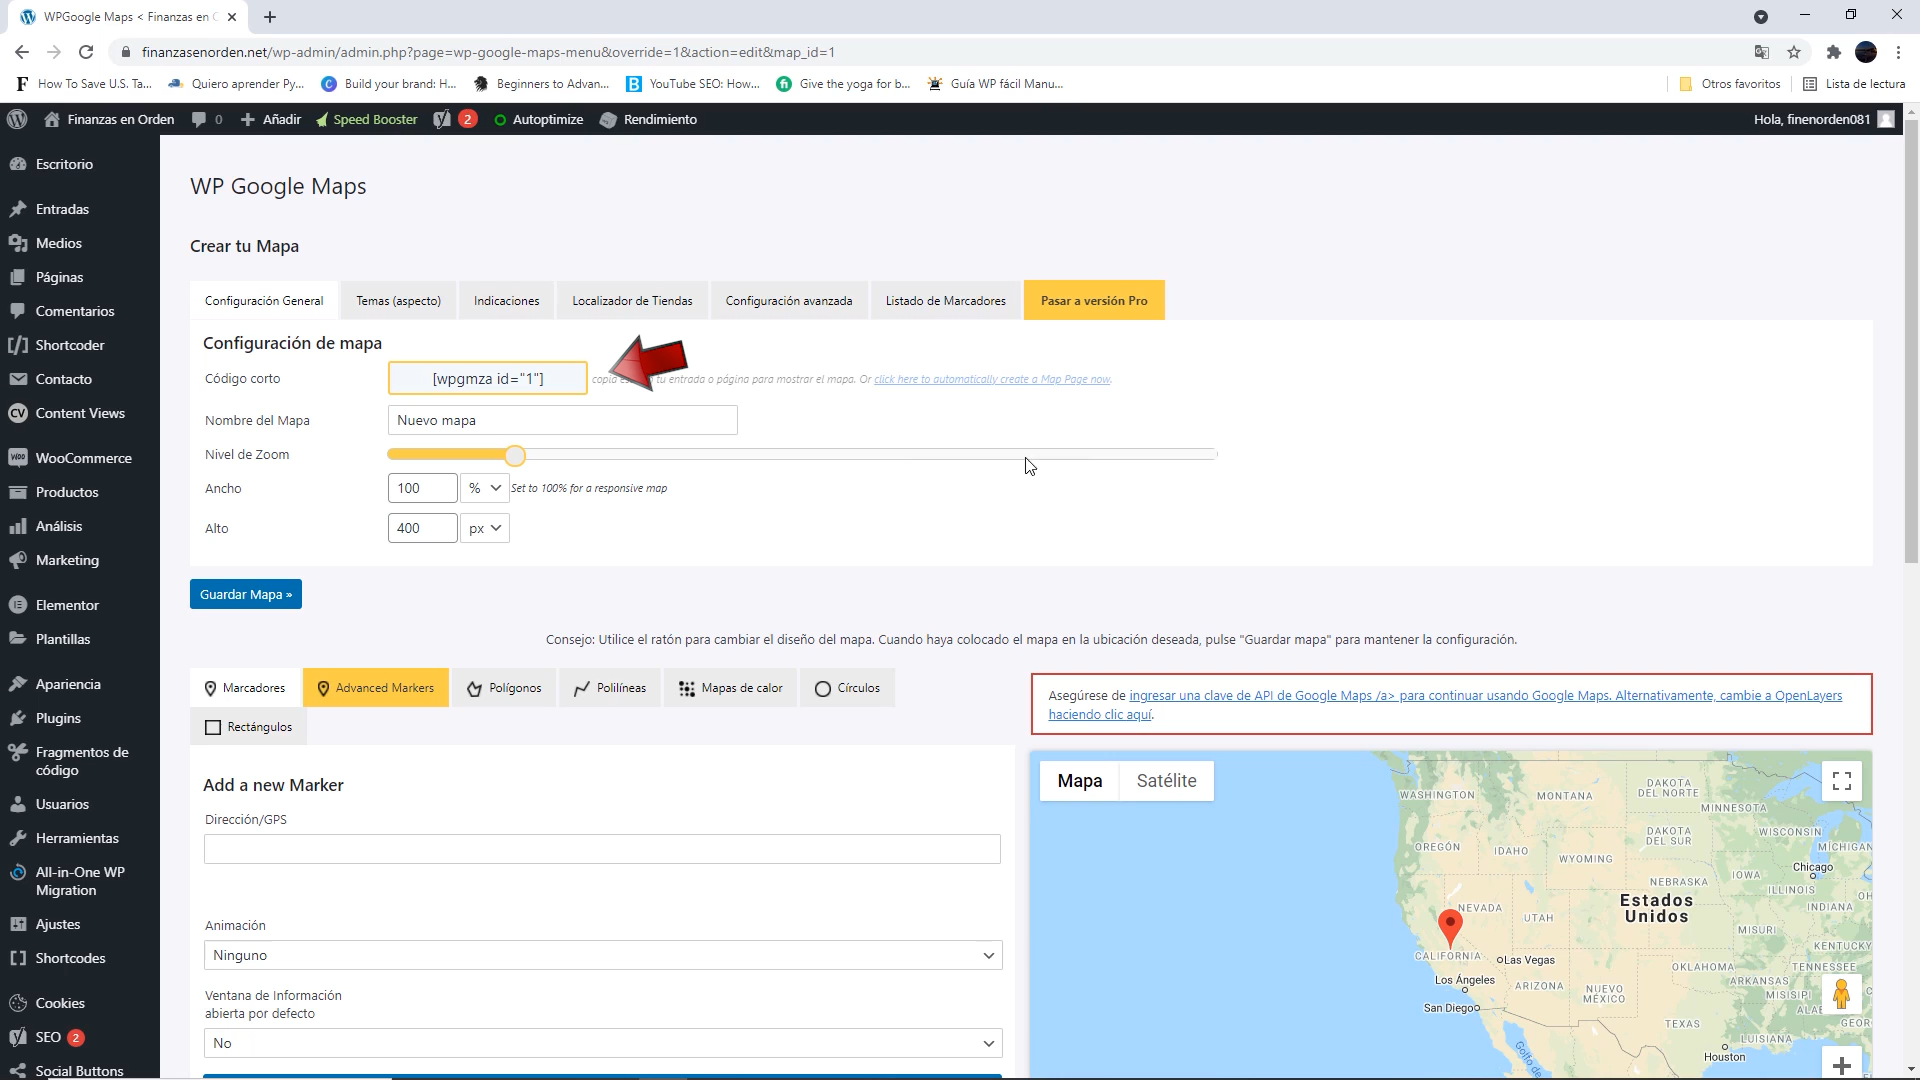 WPGoogle Maps < Finanzas en
finanzasenorden.net/wp-admin/admin.php?page=wp-google-maps-menu&override=1&action=edit&map_id=1
How To Save U.S. Ta...
Quiero aprender Py...
Build your brand: H...
Beginners to Advan...
YouTube SEO: How...
Give the yoga for b...
Guía WP fácil Manu...
Otros favoritos
Lista de lectura
Finanzas en Orden
0
Añadir
Speed Booster
2
Autoptimize
Rendimiento
Hola, finenorden081
Escritorio
Entradas
Medios
Páginas
Comentarios
Shortcoder
Contacto
Content Views
WooCommerce
Productos
Análisis
Marketing
Elementor
Plantillas
Apariencia
Plugins
Fragmentos de
código
Usuarios
Herramientas
All-in-One WP
Migration
Ajustes
Shortcodes
Cookies
SEO 2
Social Buttons
WP Google Maps
Crear tu Mapa
Configuración General
Temas (aspecto)
Indicaciones
Localizador de Tiendas
Configuración avanzada
Listado de Marcadores
Pasar a versión Pro
Configuración de mapa
Código corto
[wpgmza id="1"]
copia tu entrada o página para mostrar el mapa. Or click here to automatically create a Map Page now.
Nombre del Mapa
Nuevo mapa
Nivel de Zoom
Ancho
100
%
Set to 100% for a responsive map
Alto
400
px
Guardar Mapa »
Consejo: Utilice el ratón para cambiar el diseño del mapa. Cuando haya colocado el mapa en la ubicación deseada, pulse "Guardar mapa" para mantener la configuración.
Marcadores
Advanced Markers
Polígonos
Polilíneas
Mapas de calor
Círculos
Rectángulos
Add a new Marker
Dirección/GPS
Animación
Ninguno
Ventana de Información
abierta por defecto
No
Asegúrese de ingresar una clave de API de Google Maps /a> para continuar usando Google Maps. Alternativamente, cambie a OpenLayers
haciendo clic aquí.
Mapa
Satélite
WASHINGTON
MONTANA
DAKOTA
DEL NORTE
MINNESOTA
OREGÓN
IDAHO
WYOMING
DAKOTA
DEL SUR
WISCONSIN
MICHIGAN
Chicago
NEBRASKA
IOWA
ILLINOIS
INDIANA
OH
Estados
Unidos
NEVADA
UTAH
MISURI
KENTUCKY
CALIFORNIA
Las Vegas
Los Ángeles
ARIZONA
NUEVO
MÉXICO
OKLAHOMA
TENNESSEE
ARKANSAS
MISISIPI
San Diego
ALA
TEXAS
GEOR
LUISIANA
Houston
Golfo de